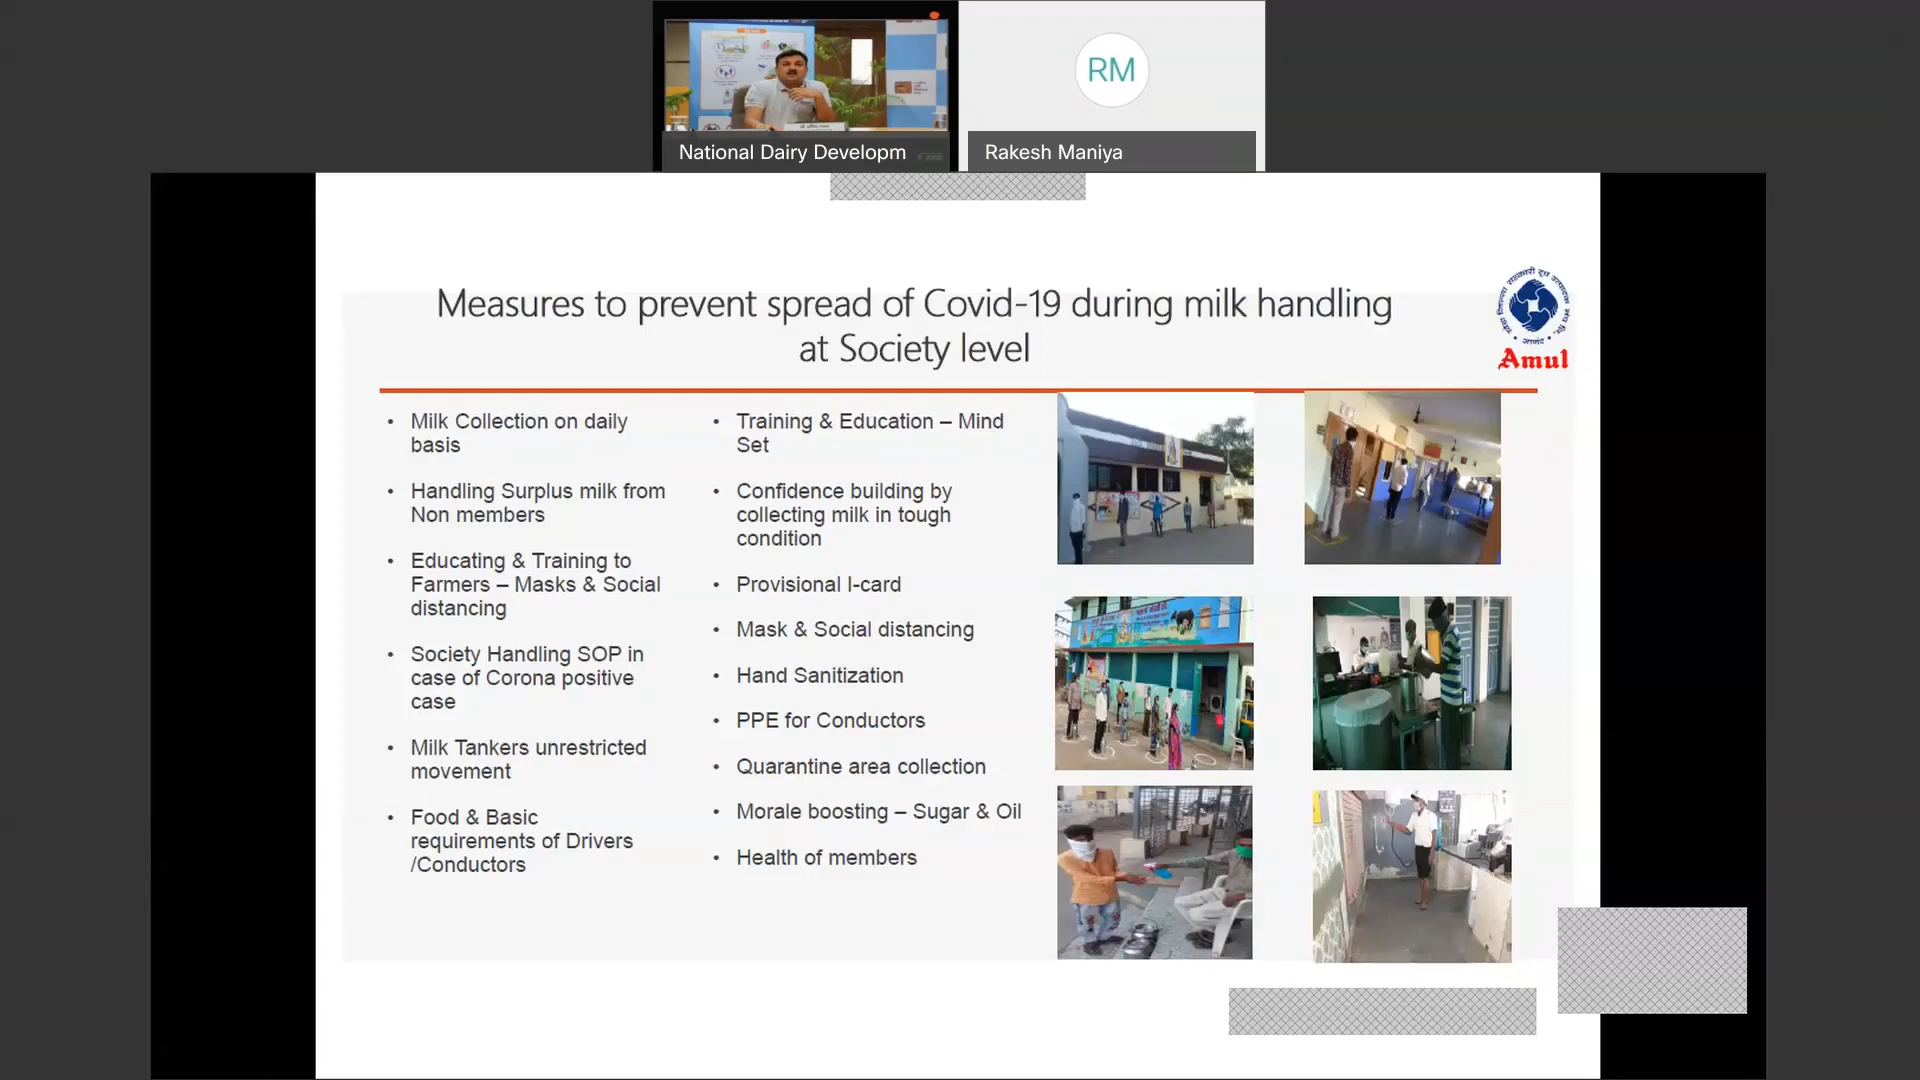 National Dairy Developm
RM
Rakesh Maniya
Measures to prevent spread of Covid-19 during milk handling
at Society level
Amul
• Milk Collection on daily
basis
• Handling Surplus milk from
Non members
• Educating & Training to
Farmers – Masks & Social
distancing
• Society Handling SOP in
case of Corona positive
case
• Milk Tankers unrestricted
movement
• Food & Basic
requirements of Drivers
/Conductors
• Training & Education – Mind
Set
• Confidence building by
collecting milk in tough
condition
• Provisional I-card
• Mask & Social distancing
• Hand Sanitization
• PPE for Conductors
• Quarantine area collection
• Morale boosting – Sugar & Oil
• Health of members